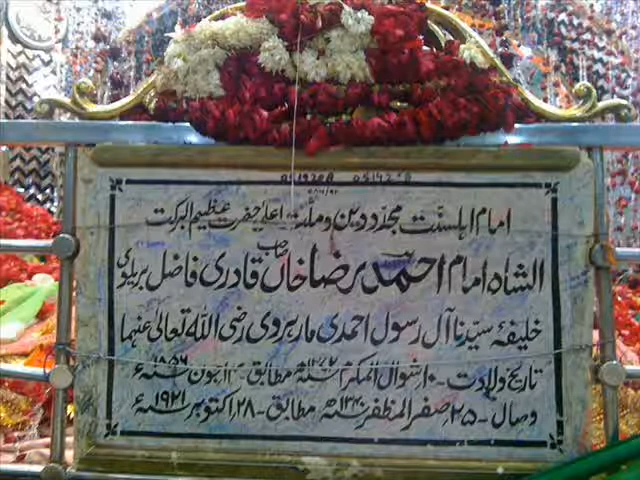 امام اہلسنت مجدد دین و ملت اعلیٰحضرت عظیم البرکت
الشاہ امام احمد رضا خاں صاحب قادری فاضل بریلوی
خلیفۂ سیدنا آل رسول احمدی مارہروی رضی اللہ تعالیٰ عنہما
تاریخ ولادت۔ ۱۰ شوال المکرم ۱۲۷۲ھ مطابق۔ ۱۴ جون ۱۸۵۶ء
وصال۔ ۲۵ صفر المظفر ۱۳۴۰ھ مطابق۔ ۲۸ اکتوبر ۱۹۲۱ء